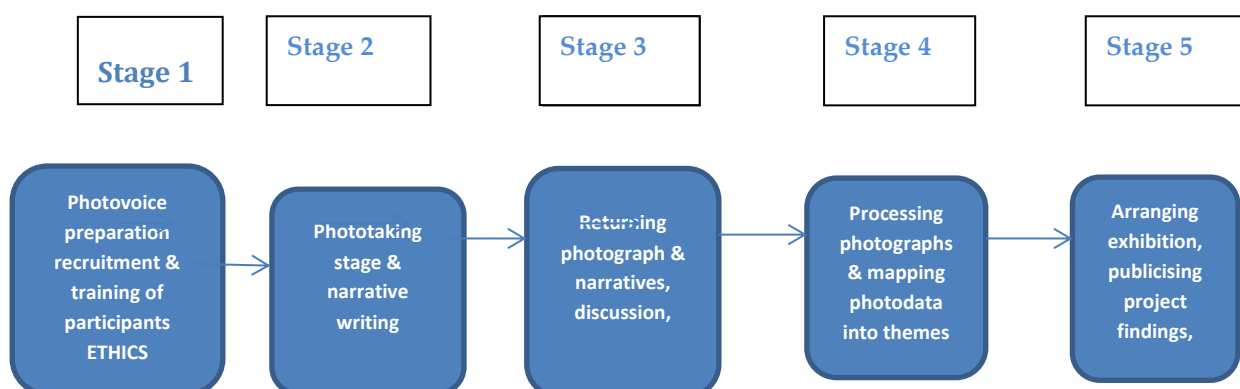 Stage 1
Stage 2
Stage 3
Stage 4
Stage 5
Photovoice
preparation
recruitment &
training of
participants
ETHICS
Phototaking
stage &
narrative
writing
Returning
photograph &
narratives,
discussion,
Processing
photographs
& mapping
photodata
into themes
Arranging
exhibition,
publicising
project
findings,